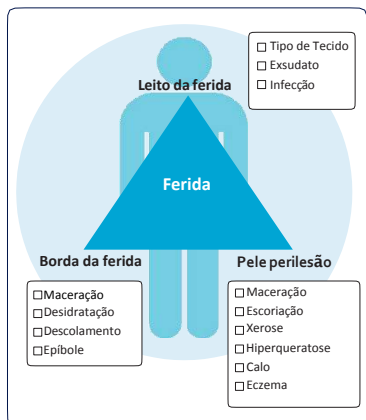 ☐ Tipo de Tecido
☐ Exsudato
☐ Infecção
Leito da ferida
Ferida
Borda da ferida
☐ Maceração
☐ Desidratação
☐ Descolamento
☐ Epíbole
Pele perilesão
☐ Maceração
☐ Escoriação
☐ Xerose
☐ Hiperqueratose
☐ Calo
☐ Eczema